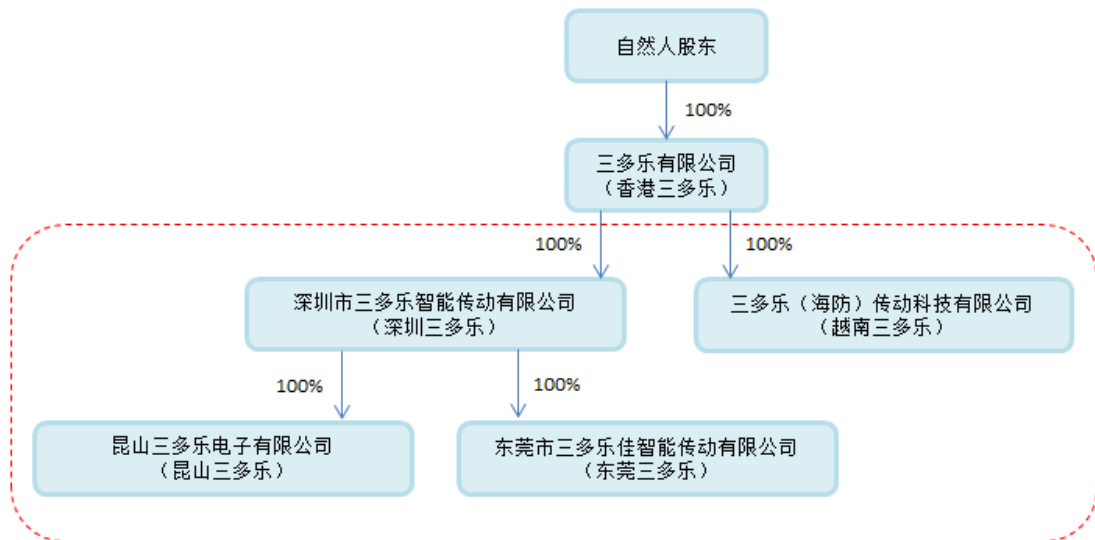 自然人股东
100%
三多乐有限公司
（香港三多乐）
100%
100%
深圳市三多乐智能传动有限公司
（深圳三多乐）
三多乐（海防）传动科技有限公司
（越南三多乐）
100%
100%
昆山三多乐电子有限公司
（昆山三多乐）
东莞市三多乐佳智能传动有限公司
（东莞三多乐）